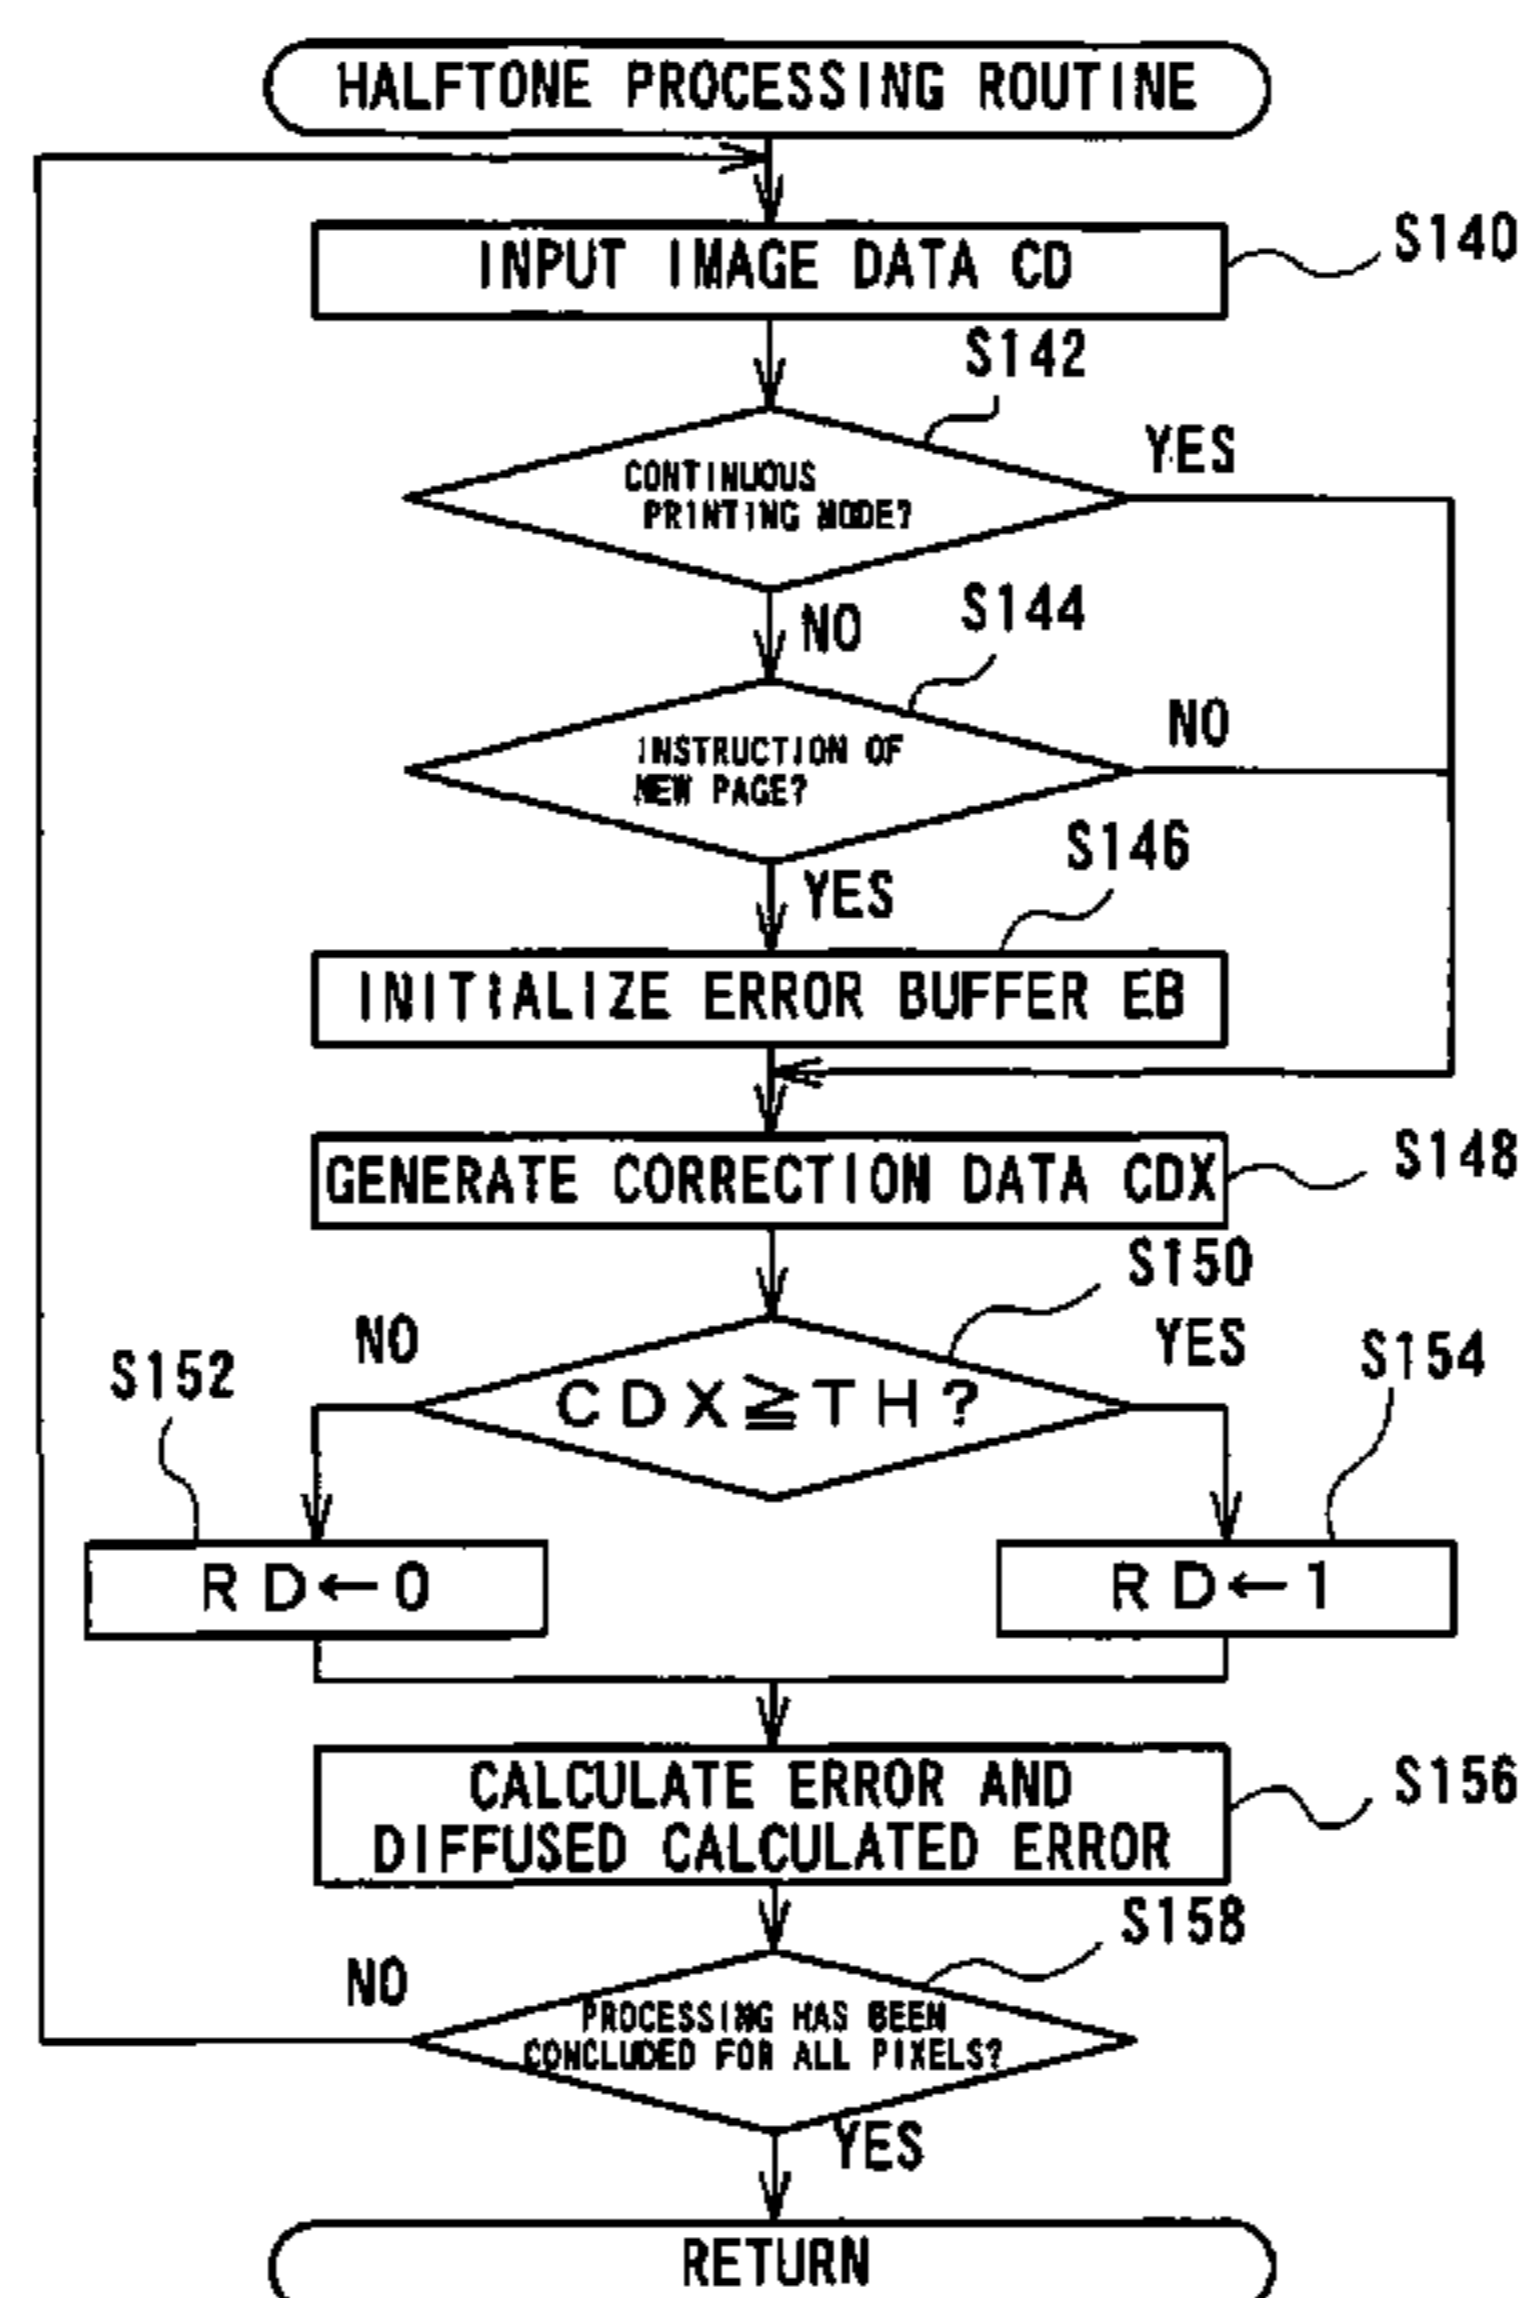 HALFTONE PROCESSING ROUTINE
INPUT IMAGE DATA CD
S140
S142
CONTINUOUS
PRINTING MODE?
YES
NO
S144
INSTRUCTION OF
NEW PAGE?
NO
YES
S146
INITIALIZE ERROR BUFFER EB
GENERATE CORRECTION DATA CDX
S148
S150
NO
YES
CDX≧TH?
S152
S154
RD←0
RD←1
CALCULATE ERROR AND
DIFFUSED CALCULATED ERROR
S156
S158
NO
PROCESSING HAS BEEN
CONCLUDED FOR ALL PIXELS?
YES
RETURN